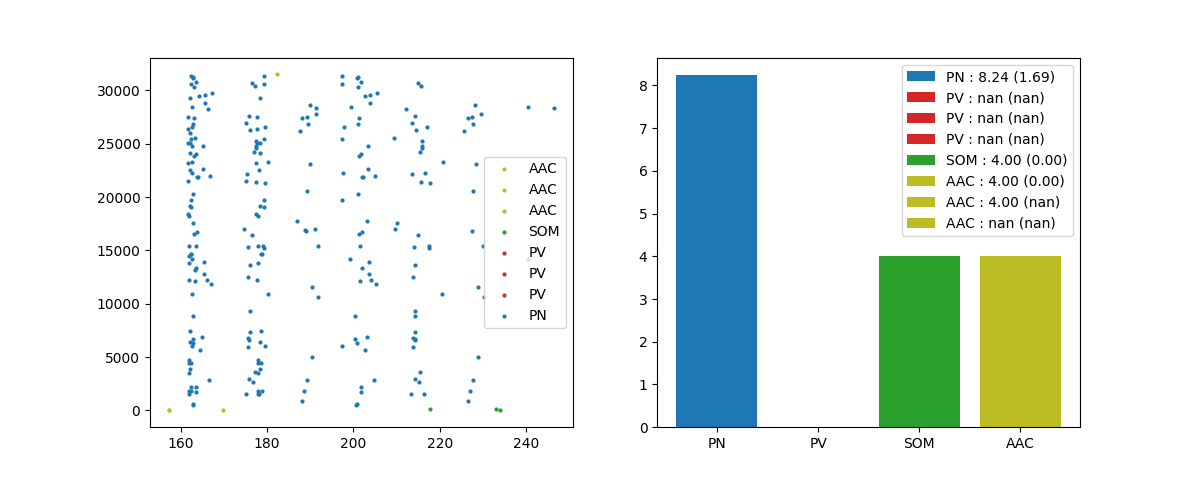 30000
25000
20000
15000
10000
5000
0
160
180
200
220
240
AAC
AAC
AAC
SOM
PV
PV
PV
PN
8
7
6
5
4
3
2
1
0
PN
PV
SOM
AAC
PN : 8.24 (1.69)
PV : nan (nan)
PV : nan (nan)
PV : nan (nan)
SOM : 4.00 (0.00)
AAC : 4.00 (0.00)
AAC : 4.00 (nan)
AAC : nan (nan)